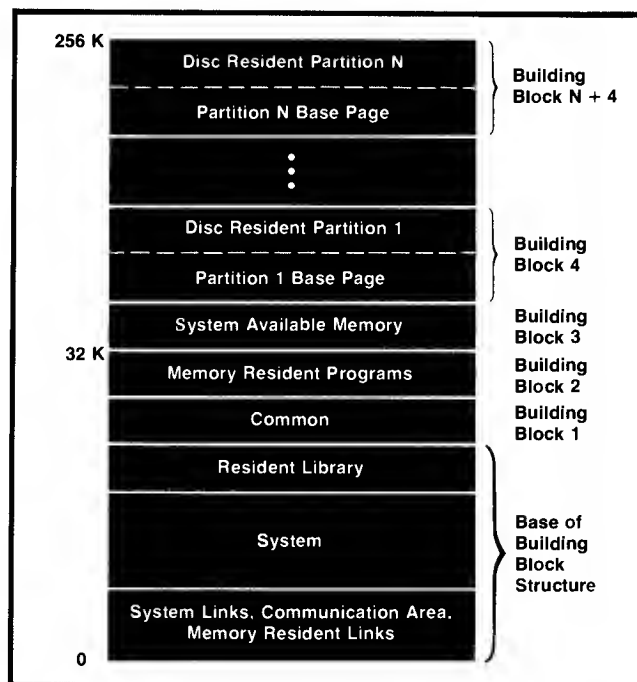 256 K
Disc Resident Partition N
Partition N Base Page
Building
Block N + 4
Disc Resident Partition 1
Partition 1 Base Page
Building
Block 4
System Available Memory
Building
Block 3
32 K
Memory Resident Programs
Building
Block 2
Common
Building
Block 1
Resident Library
System
System Links, Communication Area,
Memory Resident Links
Base of
Building
Block
Structure
0